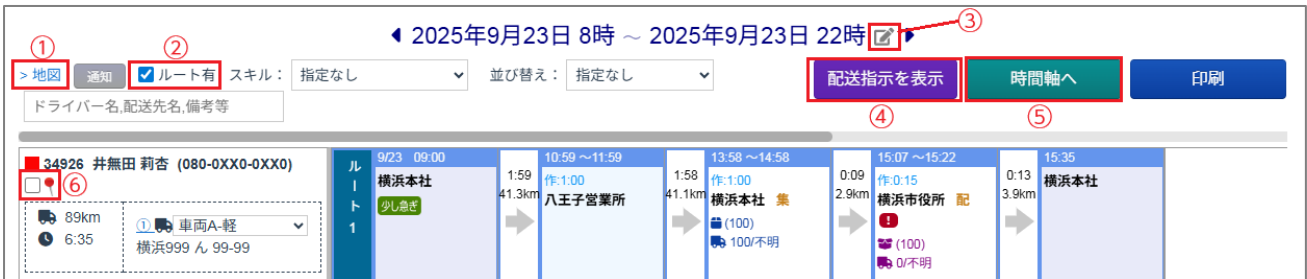 ③
◀ 2025年9月23日 8時 ~ 2025年9月23日 22時 ▶
① ②
> 地図 通知 ルート有 スキル： 指定なし 並び替え： 指定なし 配送指示を表示 時間軸へ 印刷
ドライバー名,配送先名,備考等
④ ⑤
34926 井無田 莉杏 (080-0XX0-0XX0)
⑥
89km
6:35
① 車両A-軽
横浜999 ん 99-99
ルート1
9/23 09:00
横浜本社
少し急ぎ
1:59
41.3km
10:59 ～11:59
作:1:00
八王子営業所
1:58
41.1km
13:58 ～14:58
作:1:00
横浜本社 集
(100)
100/不明
0:09
2.9km
15:07 ～15:22
作:0:15
横浜市役所 配
!
(100)
0/不明
0:13
3.9km
15:35
横浜本社